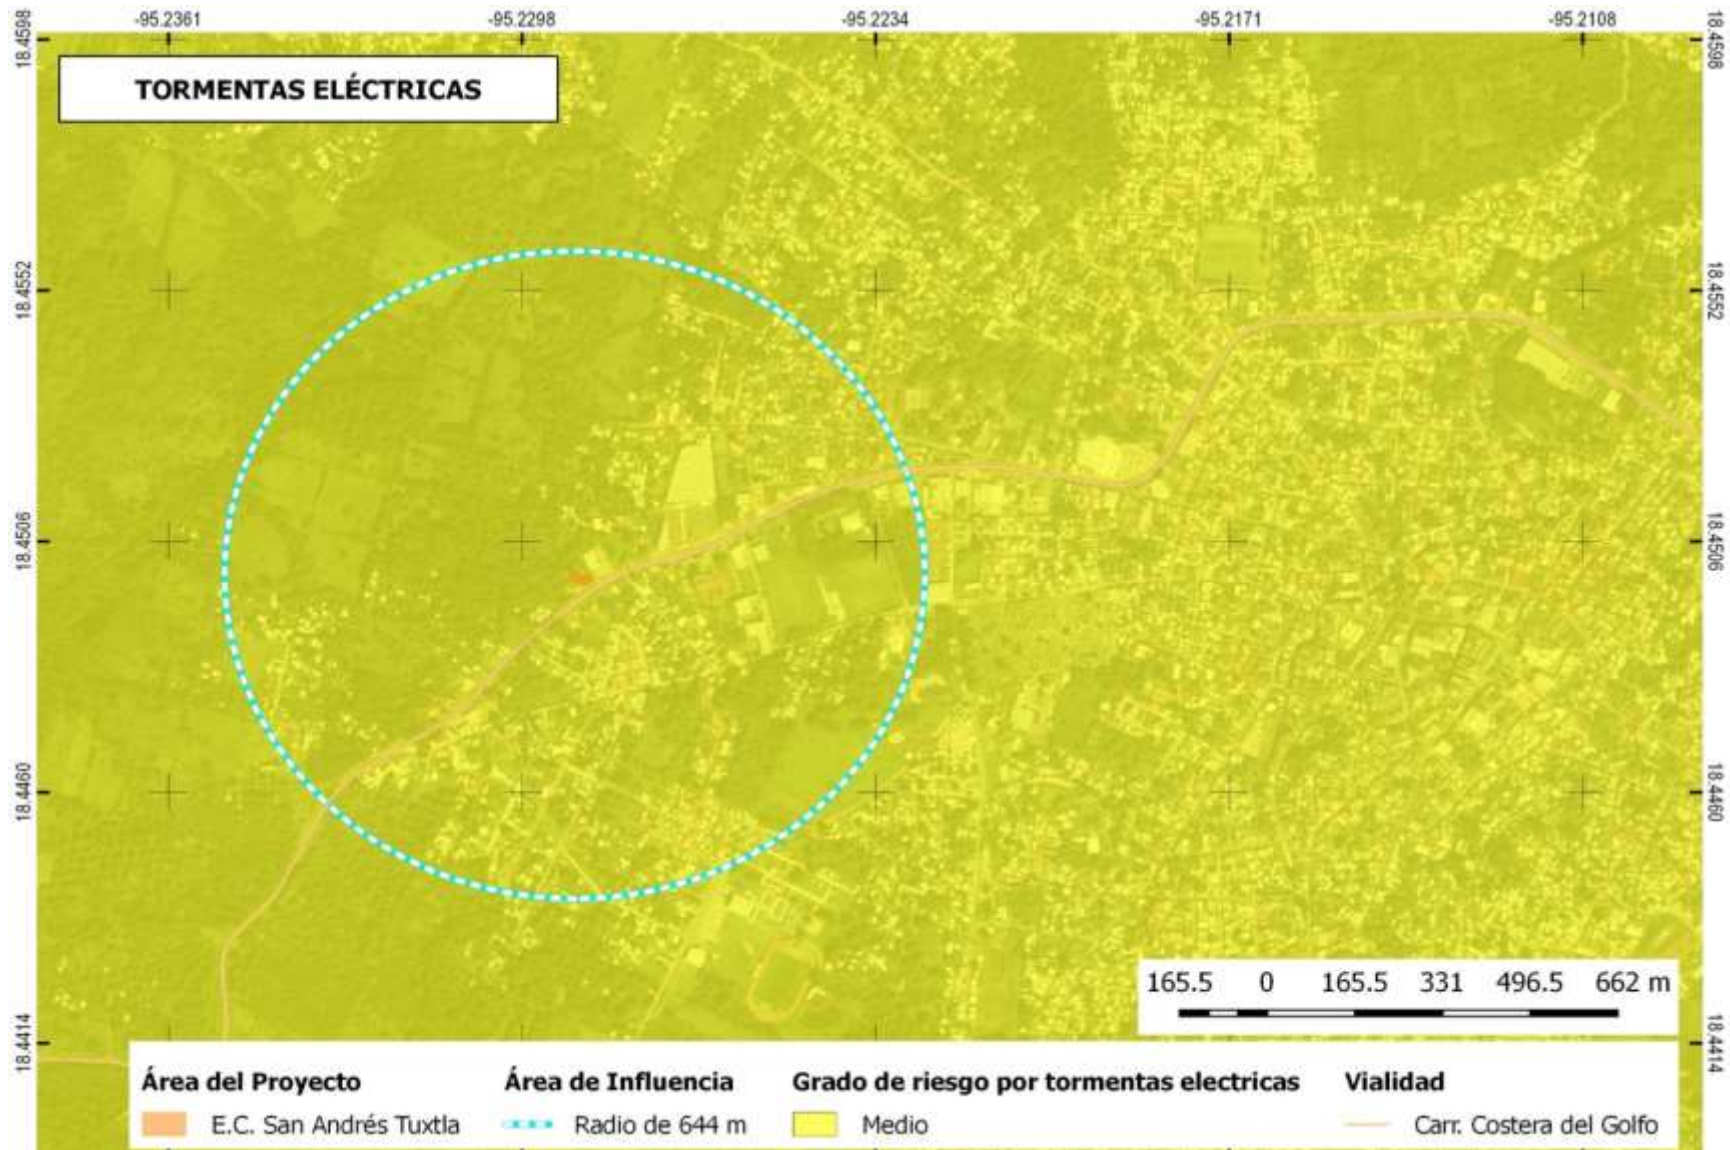 -95.2361 -95.2298 -95.2234 -95.2171 -95.2108
18.4598 18.4598
TORMENTAS ELÉCTRICAS
18.4552 18.4552
18.4506 18.4506
18.4460 18.4460
165.5 0 165.5 331 496.5 662 m
18.4414 18.4414
Área del Proyecto Área de Influencia Grado de riesgo por tormentas electricas Vialidad
E.C. San Andrés Tuxtla Radio de 644 m Medio Carr. Costera del Golfo